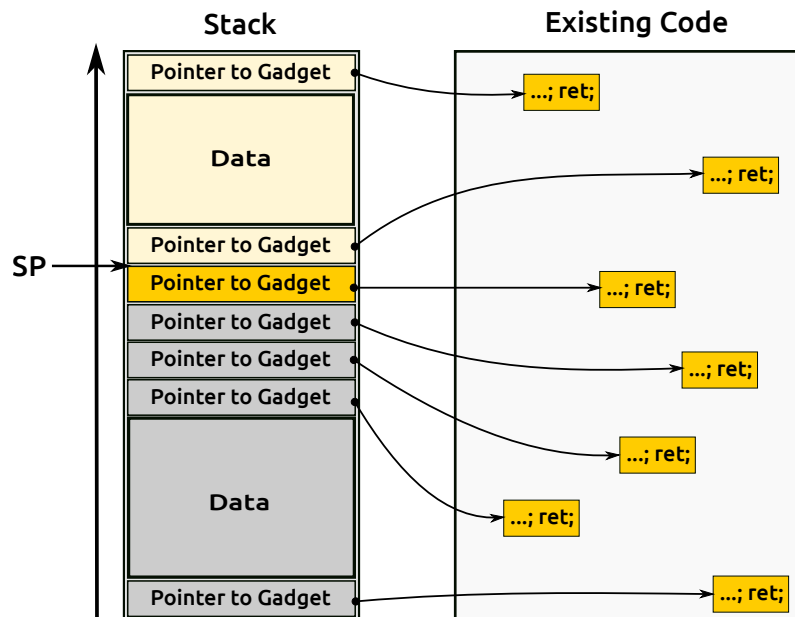 Stack
Existing Code
Pointer to Gadget
...; ret;
Data
...; ret;
Pointer to Gadget
SP
Pointer to Gadget
...; ret;
Pointer to Gadget
Pointer to Gadget
...; ret;
Pointer to Gadget
...; ret;
Data
...; ret;
Pointer to Gadget
...; ret;